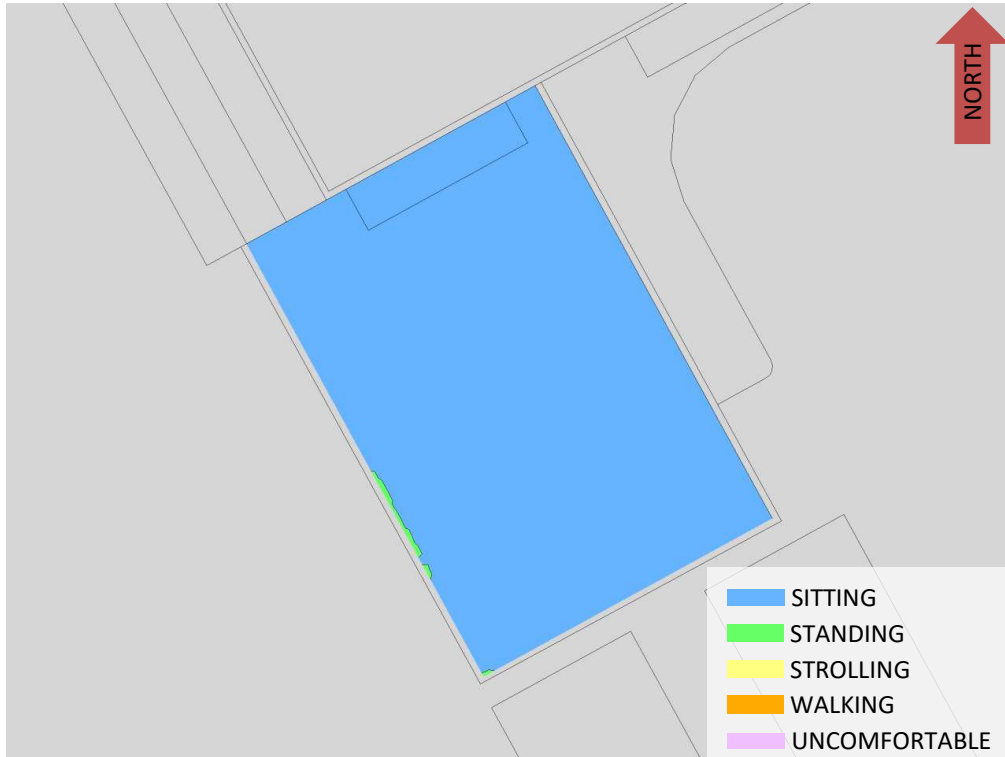 NORTH
SITTING
STANDING
STROLLING
WALKING
UNCOMFORTABLE